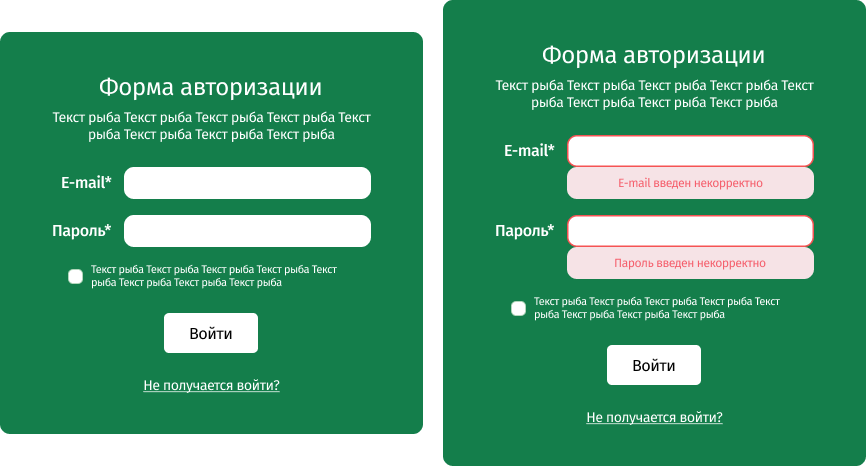 Форма авторизации
Текст рыба Текст рыба Текст рыба Текст рыба Текст
рыба Текст рыба Текст рыба Текст рыба
E-mail*
Пароль*
Текст рыба Текст рыба Текст рыба Текст рыба Текст
рыба Текст рыба Текст рыба Текст рыба
Войти
Не получается войти?
Форма авторизации
Текст рыба Текст рыба Текст рыба Текст рыба Текст
рыба Текст рыба Текст рыба Текст рыба
E-mail*
E-mail введен некорректно
Пароль*
Пароль введен некорректно
Текст рыба Текст рыба Текст рыба Текст рыба Текст
рыба Текст рыба Текст рыба Текст рыба
Войти
Не получается войти?